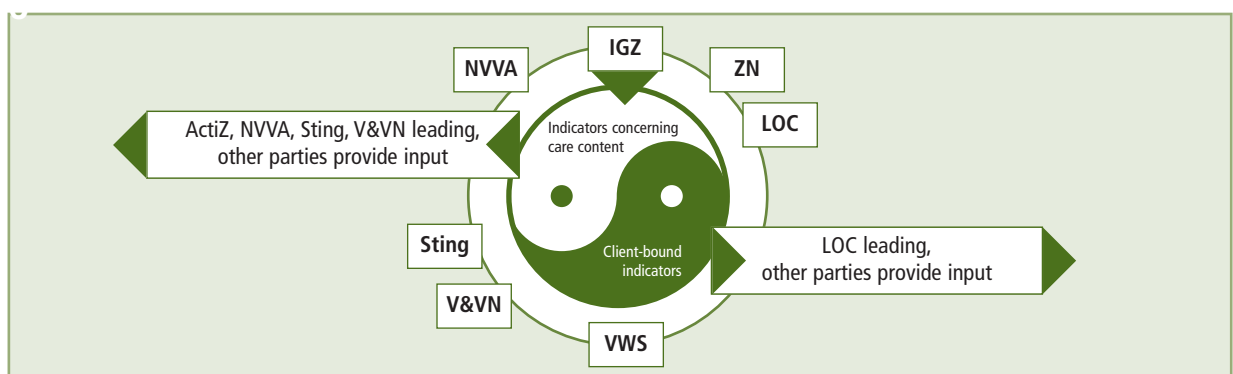 IGZ
NVVA
ZN
LOC
ActiZ, NVVA, Sting, V&VN leading,
other parties provide input
Indicators concerning
care content
Sting
Client-bound
indicators
LOC leading,
other parties provide input
V&VN
VWS